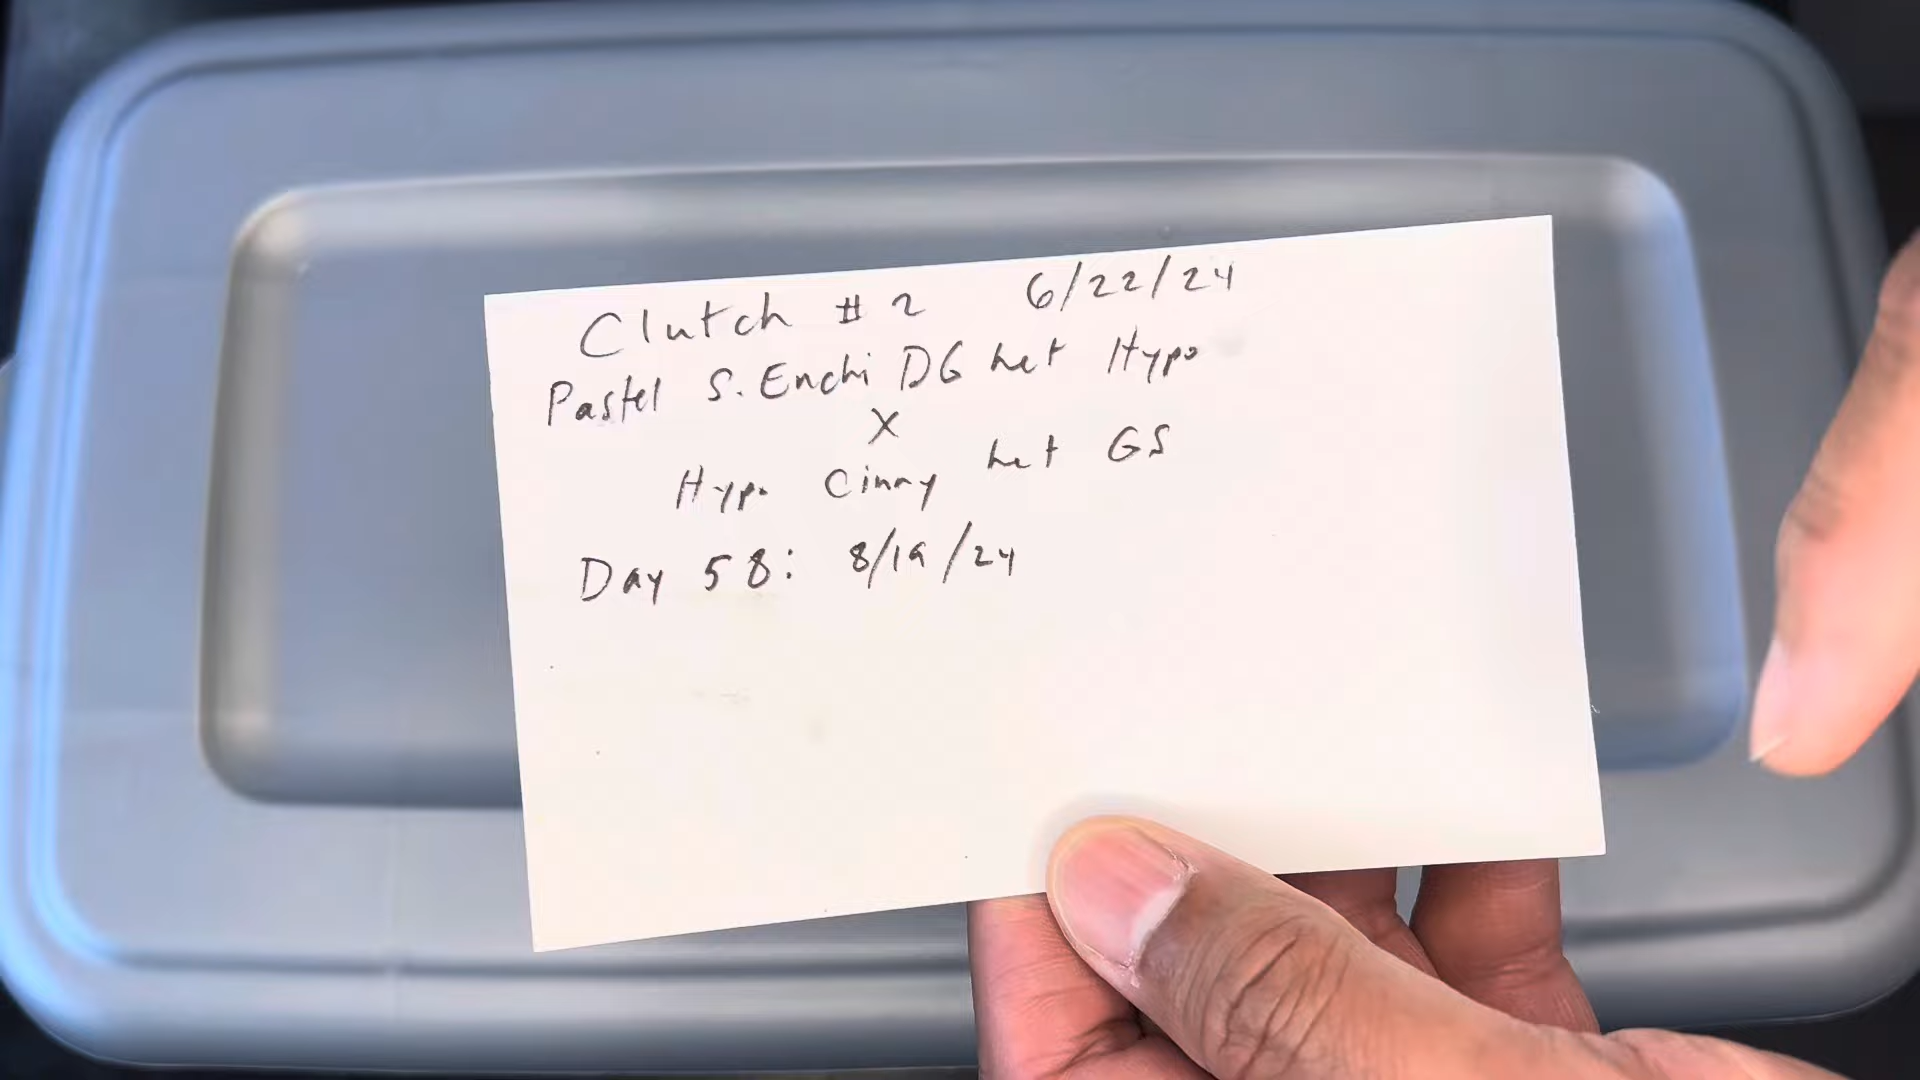 Clutch # 2 6/22/24
Pastel S. Enchi DG het Hypo
X
Hypo Cinny het GS
Day 58: 8/19/24